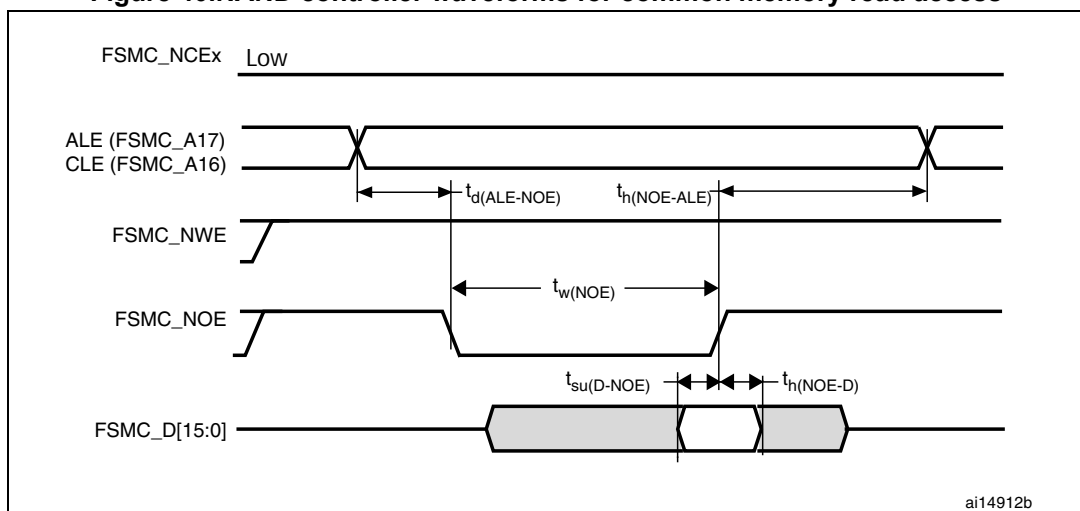 FSMC_NCEx Low
ALE (FSMC_A17)
CLE (FSMC_A16)
td(ALE-NOE) th(NOE-ALE)
FSMC_NWE
tw(NOE)
FSMC_NOE
tsu(D-NOE) th(NOE-D)
FSMC_D[15:0]
ai14912b